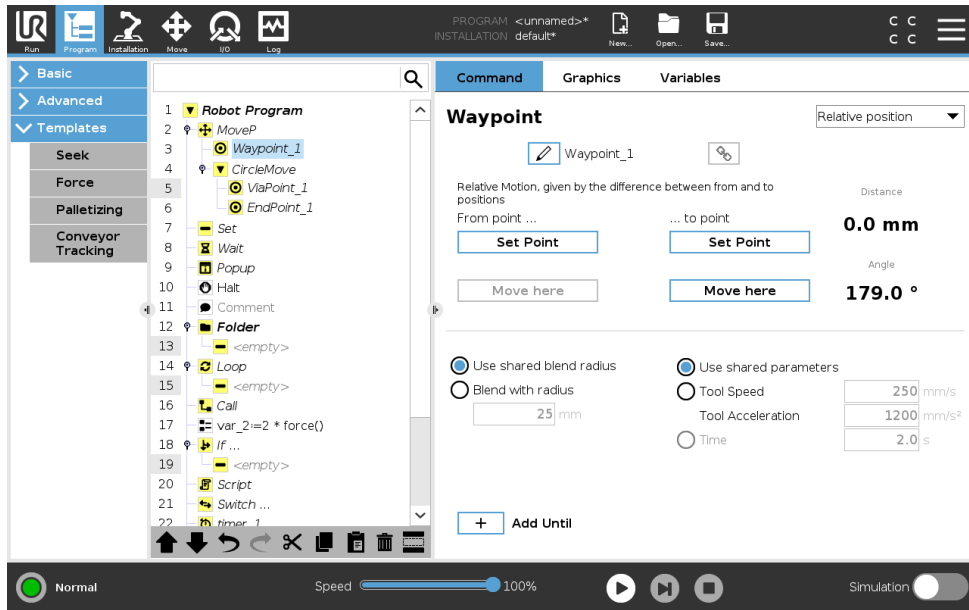 PROGRAM <unnamed>*
INSTALLATION default*
UR
Run
Program
Installation
Move
I/O
Log
New...
Open...
Save...
C C
C C
Basic
Advanced
Templates
Seek
Force
Palletizing
Conveyor
Tracking
1 Robot Program
2 MoveP
3 Waypoint_1
4 CircleMove
5 ViaPoint_1
6 EndPoint_1
7 Set
8 Wait
9 Popup
10 Halt
11 Comment
12 Folder
13 <empty>
14 Loop
15 <empty>
16 Call
17 var_2:=2 * force()
18 If ...
19 <empty>
20 Script
21 Switch ...
22 timer_1
Command Graphics Variables
Waypoint
Relative position
Waypoint_1
Relative Motion, given by the difference between from and to
positions
From point ...
... to point
Set Point
Set Point
Move here
Move here
Distance
0.0 mm
Angle
179.0 °
Use shared blend radius
Blend with radius
25 mm
Use shared parameters
Tool Speed 250 mm/s
Tool Acceleration 1200 mm/s²
Time 2.0 s
+ Add Until
Normal
Speed 100%
Simulation